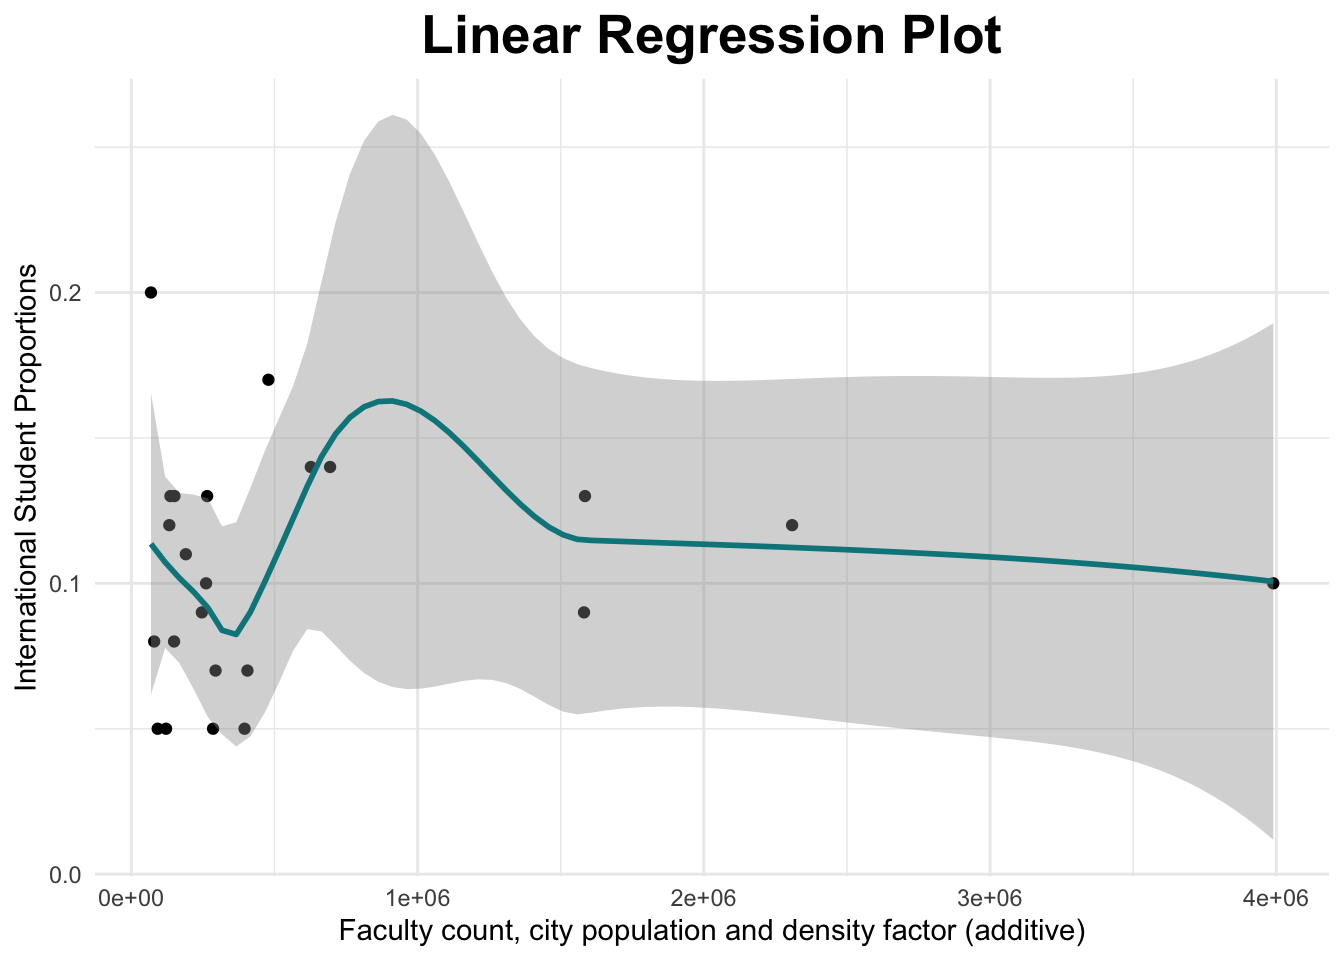 Linear Regression Plot
International Student Proportions
0.2
0.1
0.0
0e+00 1e+06 2e+06 3e+06 4e+06
Faculty count, city population and density factor (additive)